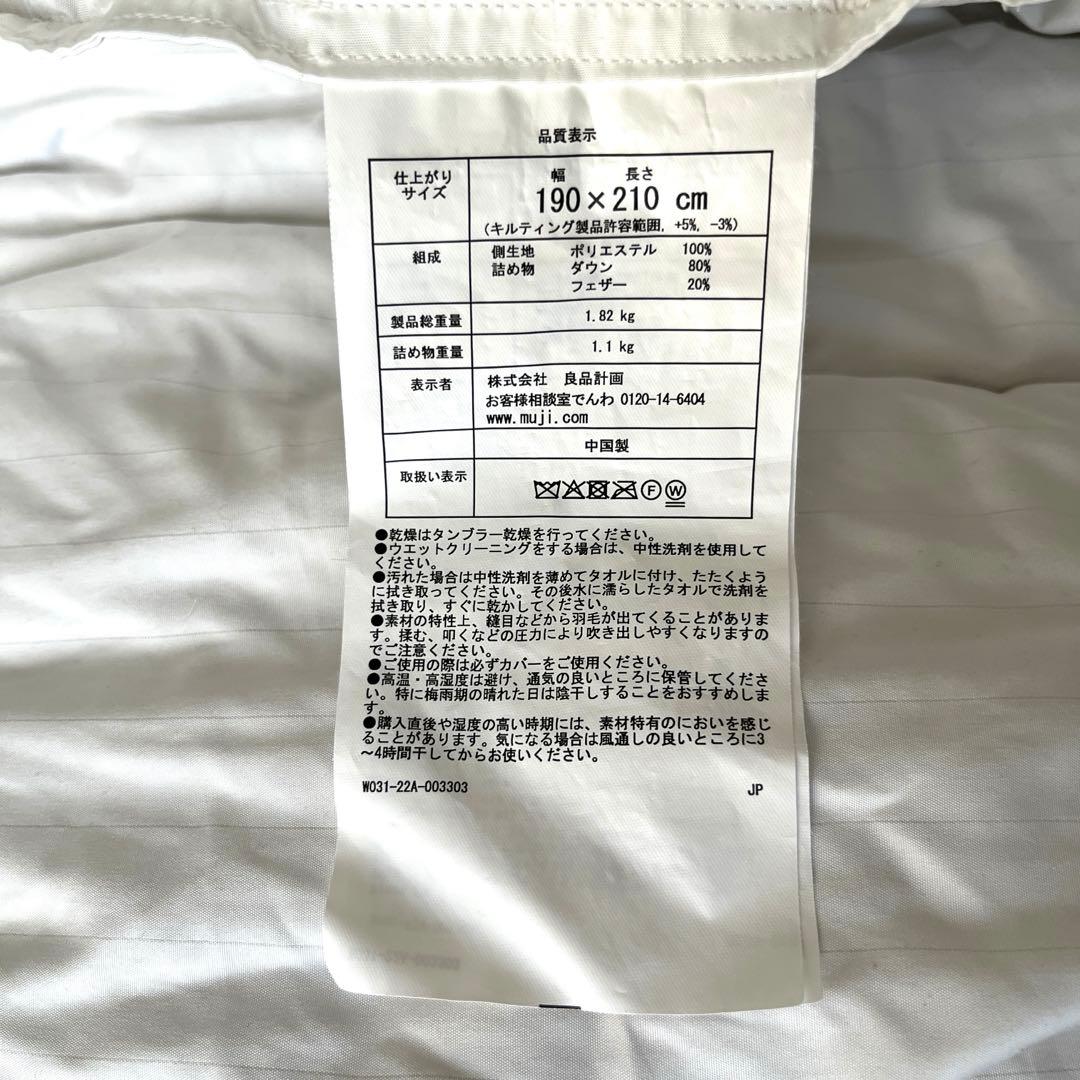 品質表示
仕上がり
サイズ
幅 長さ
190×210 cm
(キルティング製品許容範囲, +5%, -3%)
組成
側生地 ポリエステル 100%
詰め物 ダウン 80%
フェザー 20%
製品総重量 1.82 kg
詰め物重量 1.1 kg
表示者
株式会社 良品計画
お客様相談室でんわ 0120-14-6404
www.muji.com
中国製
取扱い表示
F W
●乾燥はタンブラー乾燥を行ってください。
●ウエットクリーニングをする場合は、中性洗剤を使用して
ください。
●汚れた場合は中性洗剤を薄めてタオルに付け、たたくよう
に拭き取ってください。その後水に濡らしたタオルで洗剤を
拭き取り、すぐに乾かしてください。
●素材の特性上、縫目などから羽毛が出てくることがありま
す。揉む、叩くなどの圧力により吹き出しやすくなりますの
でご注意ください。
●ご使用の際は必ずカバーをご使用ください。
●高温・高湿度は避け、通気の良いところに保管してくださ
い。特に梅雨期の晴れた日は陰干しすることをおすすめしま
す。
●購入直後や湿度の高い時期には、素材特有のにおいを感じ
ることがあります。気になる場合は風通しの良いところに3
～4時間干してからお使いください。
W031-22A-003303 JP